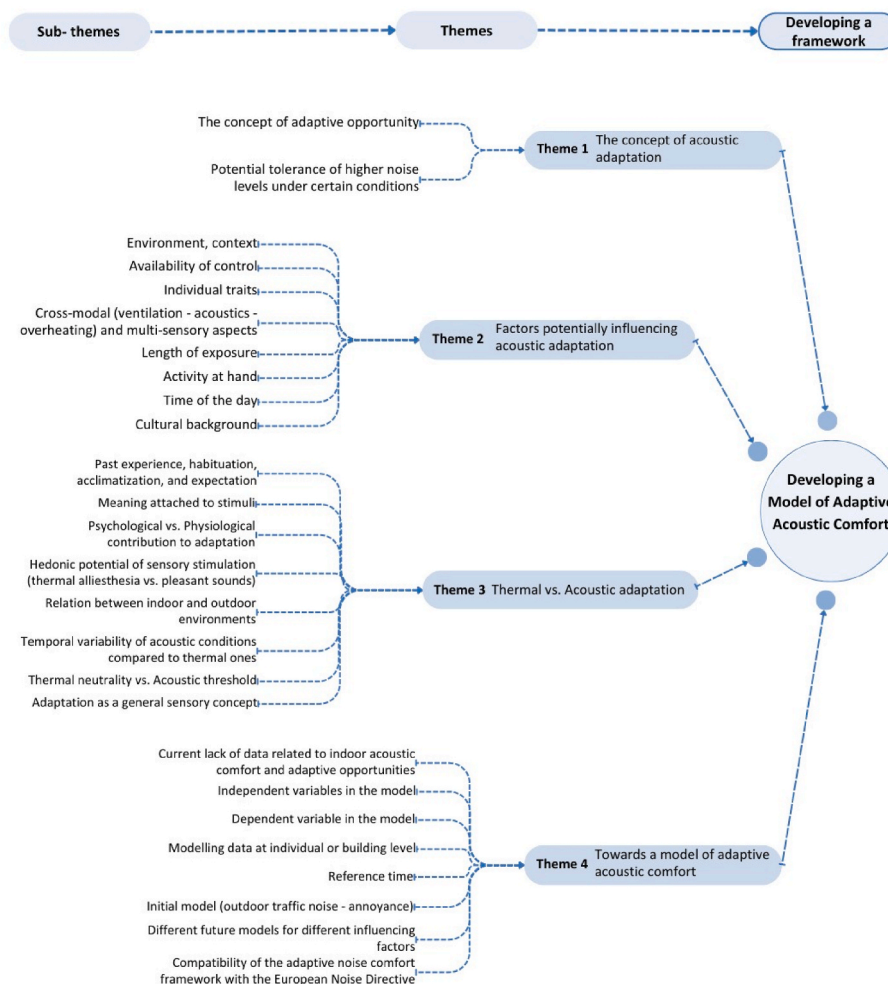 Sub- themes
Themes
Developing a
framework
The concept of adaptive opportunity
Potential tolerance of higher noise
levels under certain conditions
Theme 1 The concept of acoustic
adaptation
Environment, context
Availability of control
Individual traits
Cross-modal (ventilation - acoustics -
overheating) and multi-sensory aspects
Length of exposure
Activity at hand
Time of the day
Cultural background
Theme 2 Factors potentially influencing
acoustic adaptation
Past experience, habituation,
acclimatization, and expectation
Meaning attached to stimuli
Psychological vs. Physiological
contribution to adaptation
Hedonic potential of sensory stimulation
(thermal alliesthesia vs. pleasant sounds)
Relation between indoor and outdoor
environments
Temporal variability of acoustic conditions
compared to thermal ones
Thermal neutrality vs. Acoustic threshold
Adaptation as a general sensory concept
Theme 3 Thermal vs. Acoustic adaptation
Current lack of data related to indoor acoustic
comfort and adaptive opportunities
Independent variables in the model
Dependent variable in the model
Modelling data at individual or building level
Reference time
Initial model (outdoor traffic noise - annoyance)
Different future models for different influencing
factors
Compatibility of the adaptive noise comfort
framework with the European Noise Directive
Theme 4 Towards a model of adaptive
acoustic comfort
Developing a
Model of Adaptive
Acoustic Comfort